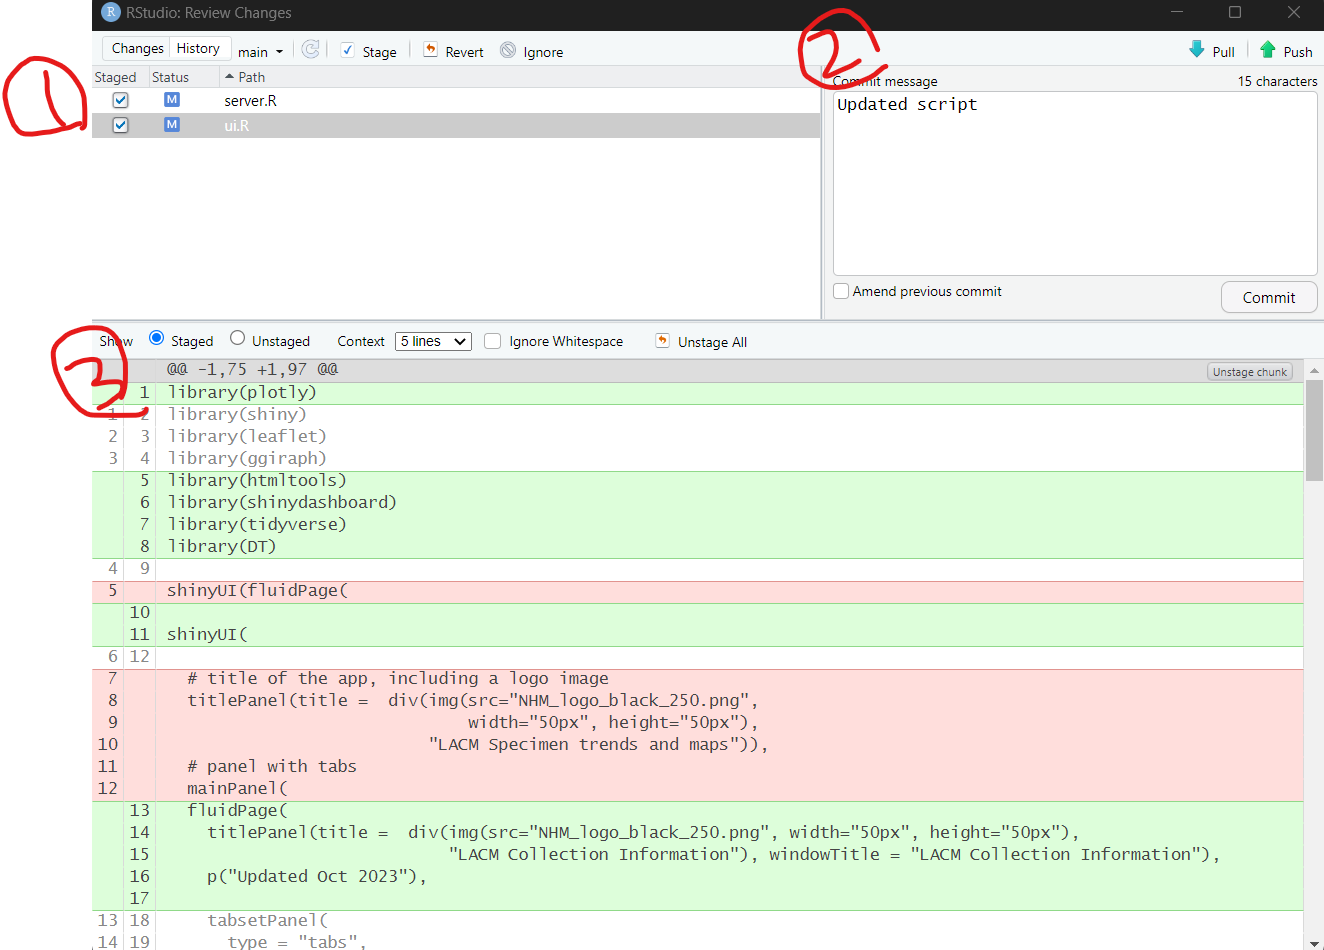 R RStudio: Review Changes
Changes History main Stage Revert Ignore Pull Push
1
2
Staged Status Path
M server.R
M ui.R
Commit message 15 characters
Updated script
Amend previous commit
Commit
3
Show Staged Unstaged Context 5 lines Ignore Whitespace Unstage All
@@ -1,75 +1,97 @@ Unstage chunk
1 library(plotly)
1 2 library(shiny)
2 3 library(leaflet)
3 4 library(ggiraph)
5 library(htmltools)
6 library(shinydashboard)
7 library(tidyverse)
8 library(DT)
4 9
5 shinyUI(fluidPage(
10
11 shinyUI(
6 12
7 # title of the app, including a logo image
8 titlePanel(title = div(img(src="NHM_logo_black_250.png",
9 width="50px", height="50px"),
10 "LACM Specimen trends and maps")),
11 # panel with tabs
12 mainPanel(
13 fluidPage(
14 titlePanel(title = div(img(src="NHM_logo_black_250.png", width="50px", height="50px"),
15 "LACM Collection Information"), windowTitle = "LACM Collection Information"),
16 p("Updated Oct 2023"),
17
13 18 tabsetPanel(
14 19 type = "tabs",